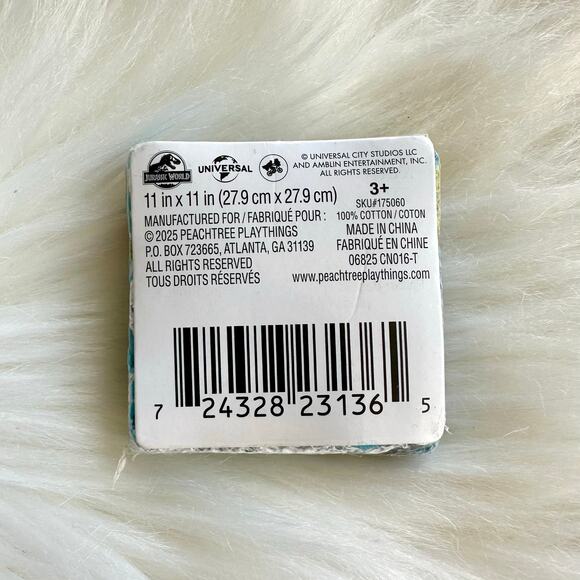 JURASSIC WORLD
UNIVERSAL
© UNIVERSAL CITY STUDIOS LLC
AND AMBLIN ENTERTAINMENT, INC.
ALL RIGHTS RESERVED.
11 in x 11 in (27.9 cm x 27.9 cm)
MANUFACTURED FOR / FABRIQUÉ POUR :
© 2025 PEACHTREE PLAYTHINGS
P.O. BOX 723665, ATLANTA, GA 31139
ALL RIGHTS RESERVED
TOUS DROITS RÉSERVÉS
3+
SKU#175060
100% COTTON / COTON
MADE IN CHINA
FABRIQUÉ EN CHINE
06825 CN016-T
www.peachtreeplaythings.com
7 24328 23136 5